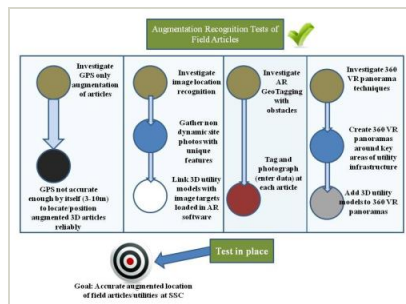 Augmentation Recognition Tests of
Field Articles
Investigate
GPS only
augmentation
of articles
GPS not accurate
enough by itself (3-10m)
to locate/position
augmented 3D articles
reliably
Investigate
image location
recognition
Gather non
dynamic site
photos with
unique
features
Link 3D utility
models with
image targets
loaded in AR
software
Investigate
AR
GeoTagging
with
obstacles
Tag and
photograph
(enter data) at
each article
Investigate 360
VR panorama
techniques
Create 360 VR
panoramas
around key
areas of utility
infrastructure
Add 3D utility
models to 360 VR
panoramas
Test in place
Goal: Accurate augmented location
of field articles/utilities at SSC